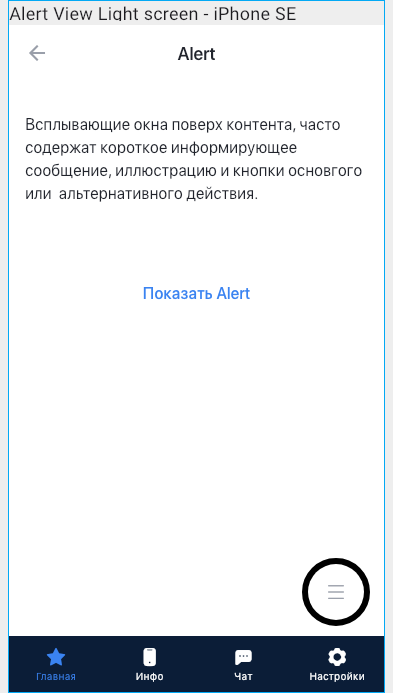 Alert View Light screen - iPhone SE
Alert
Всплывающие окна поверх контента, часто
содержат короткое информирующее
сообщение, иллюстрацию и кнопки основгого
или  альтернативного действия.
Показать Alert
Главная
Инфо
Чат
Настройки